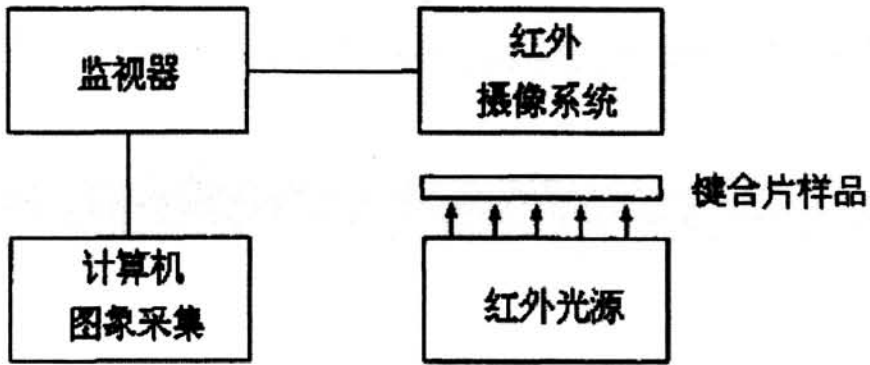 监视器
红外
摄像系统
键合片样品
计算机
图象采集
红外光源